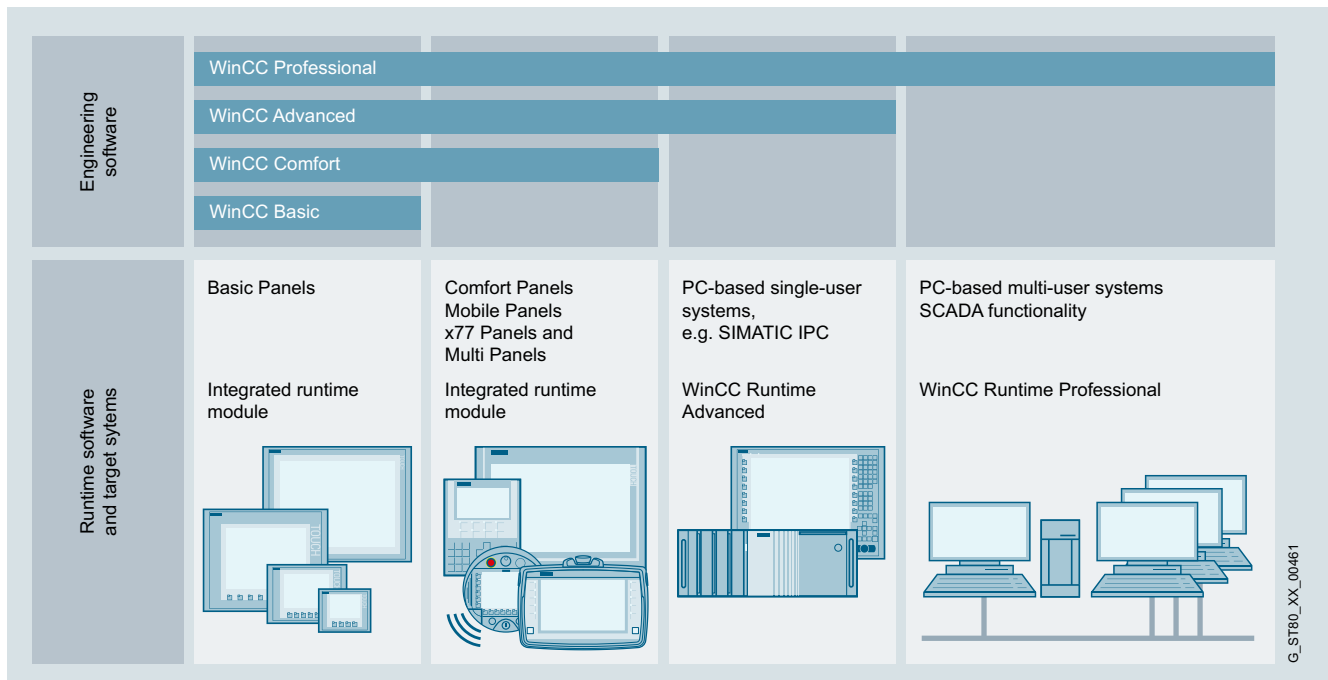 Engineering
software
WinCC Professional
WinCC Advanced
WinCC Comfort
WinCC Basic
Runtime software
and target sytems
Basic Panels
Integrated runtime
module
Comfort Panels
Mobile Panels
x77 Panels and
Multi Panels
Integrated runtime
module
PC-based single-user
systems,
e.g. SIMATIC IPC
WinCC Runtime
Advanced
PC-based multi-user systems
SCADA functionality
WinCC Runtime Professional
G_ST80_XX_00461